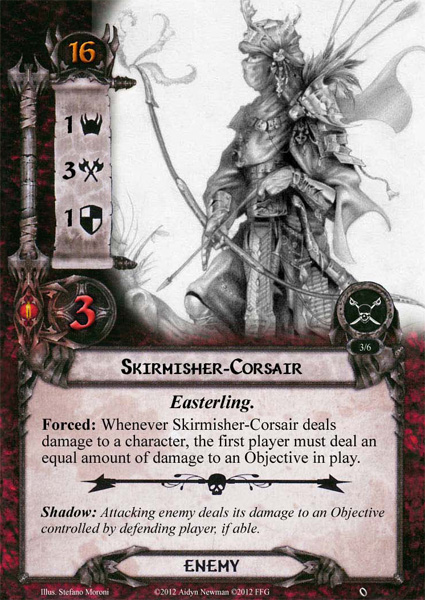 16
1
3
1
3
3/6
Skirmisher-Corsair
Easterling.
Forced: Whenever Skirmisher-Corsair deals
damage to a character, the first player must deal an
equal amount of damage to an Objective in play.
Shadow: Attacking enemy deals its damage to an Objective
controlled by defending player, if able.
ENEMY
Illus. Stefano Moroni ©2012 Aidyn Newman ©2012 FFG 0